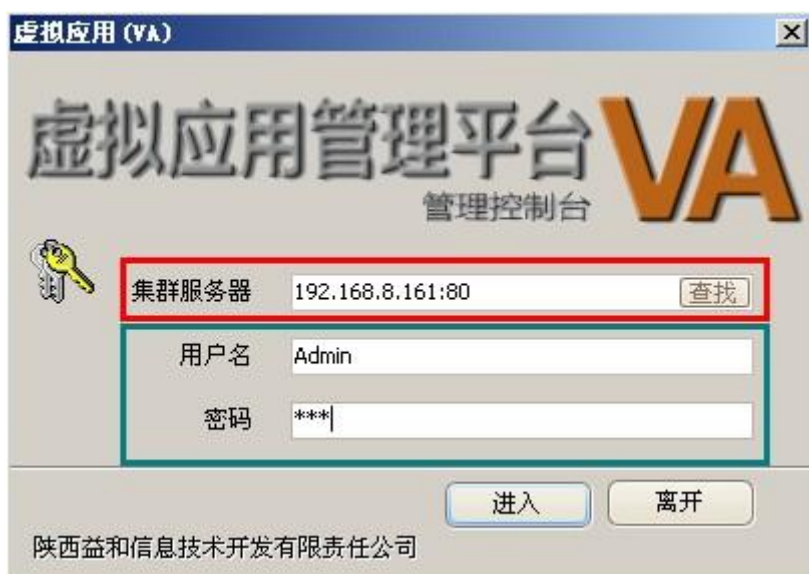 虚拟应用(VA)
虚拟应用管理平台 VA
管理控制台
集群服务器 192.168.8.161:80 查找
用户名 Admin
密码 ***
进入 离开
陕西益和信息技术开发有限责任公司